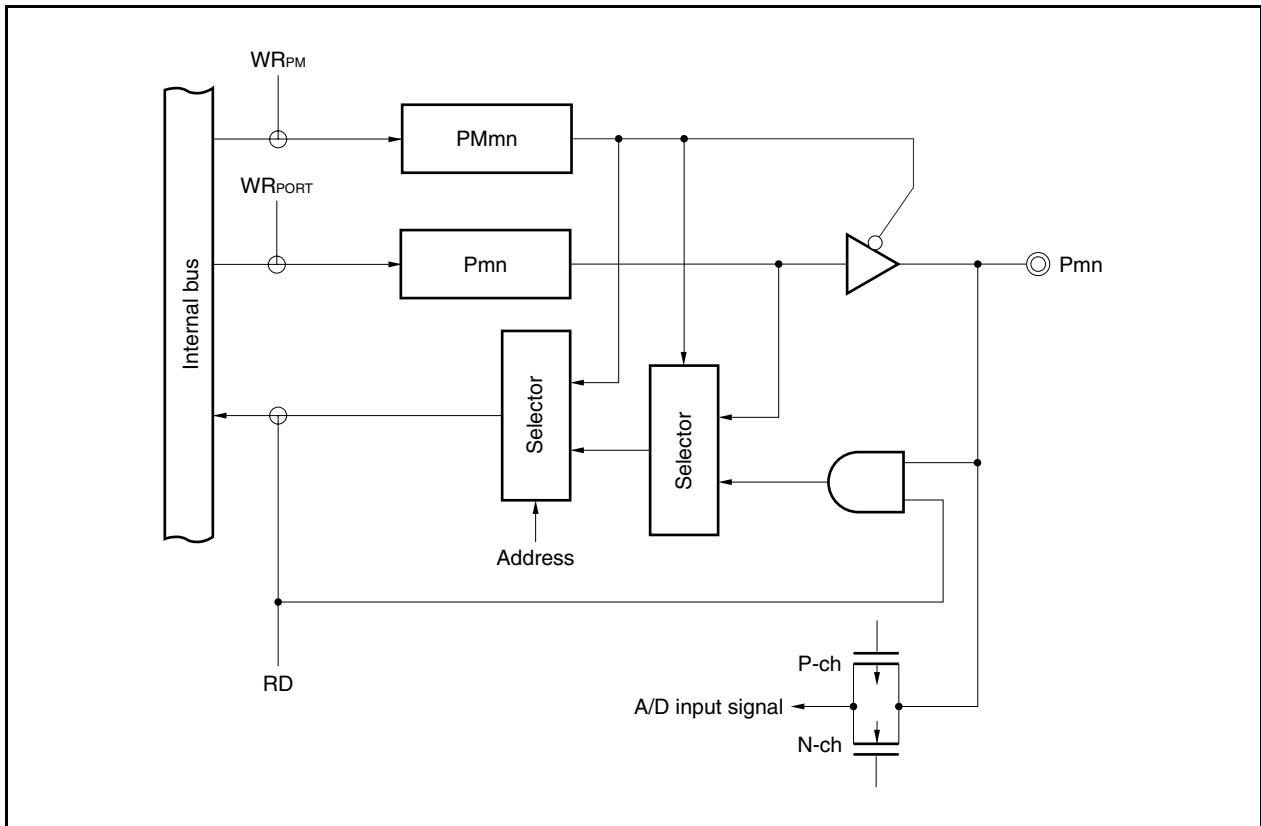 WRPM
PMmn
WRPORT
Pmn
Pmn
Internal bus
Selector
Selector
Address
RD
P-ch
A/D input signal
N-ch